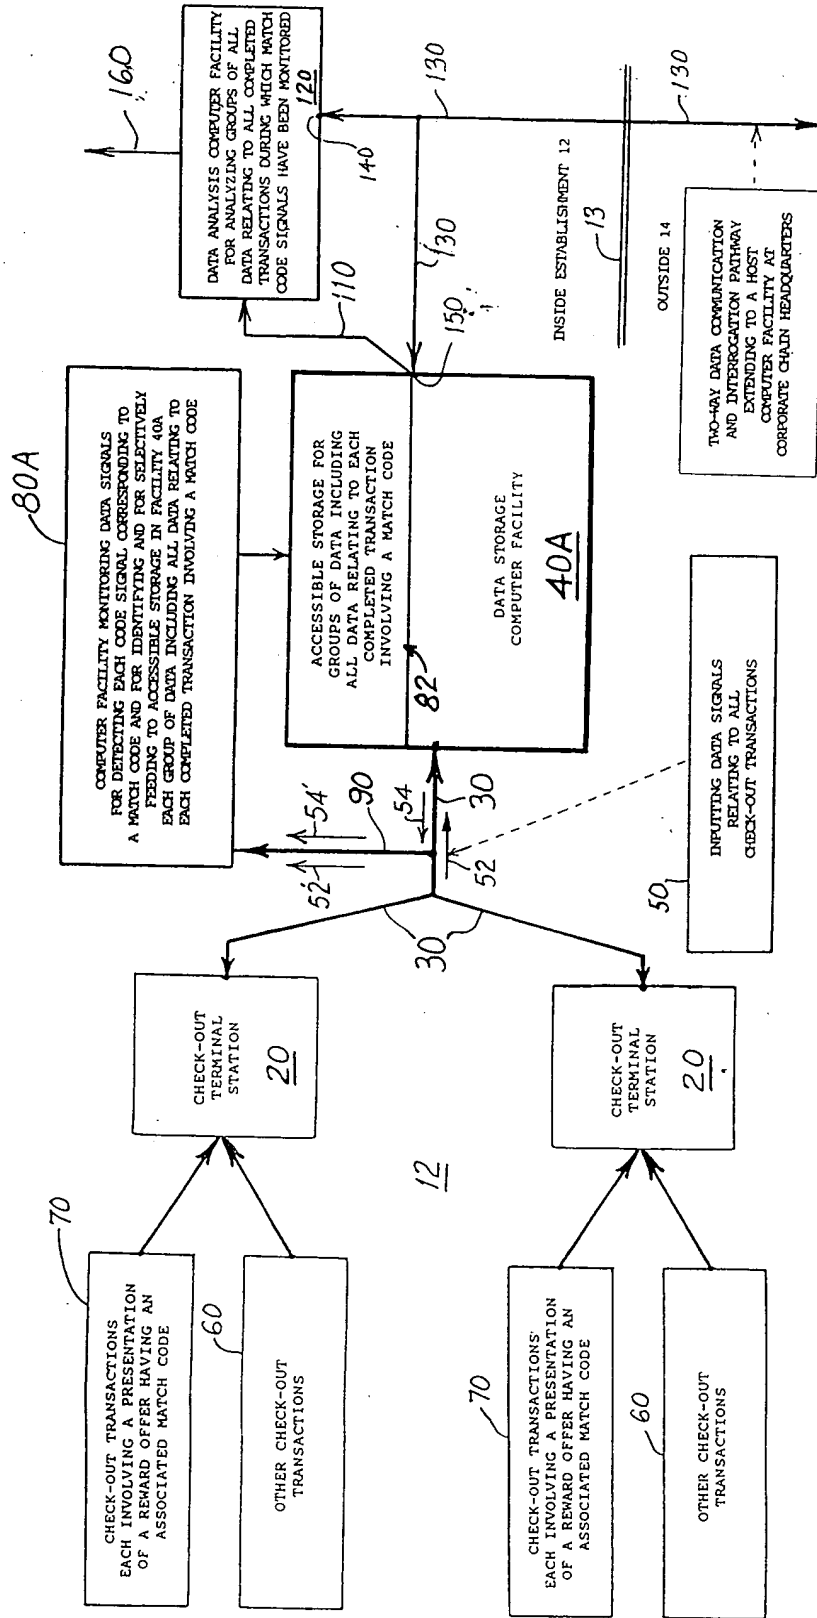 CHECK-OUT TRANSACTIONS
EACH INVOLVING A PRESENTATION
OF A REWARD OFFER HAVING AN
ASSOCIATED MATCH CODE
70
OTHER CHECK-OUT
TRANSACTIONS
60
CHECK-OUT
TERMINAL
STATION
20
12
CHECK-OUT TRANSACTIONS
EACH INVOLVING A PRESENTATION
OF A REWARD OFFER HAVING AN
ASSOCIATED MATCH CODE
70
OTHER CHECK-OUT
TRANSACTIONS
60
CHECK-OUT
TERMINAL
STATION
20
30
52'
54'
90
54
30
52
50
INPUTTING DATA SIGNALS
RELATING TO ALL
CHECK-OUT TRANSACTIONS
80A
COMPUTER FACILITY MONITORING DATA SIGNALS
FOR DETECTING EACH CODE SIGNAL CORRESPONDING TO
A MATCH CODE AND FOR IDENTIFYING AND FOR SELECTIVELY
FEEDING TO ACCESSIBLE STORAGE IN FACILITY 40A
EACH GROUP OF DATA INCLUDING ALL DATA RELATING TO
EACH COMPLETED TRANSACTION INVOLVING A MATCH CODE
ACCESSIBLE STORAGE FOR
GROUPS OF DATA INCLUDING
ALL DATA RELATING TO EACH
COMPLETED TRANSACTION
INVOLVING A MATCH CODE
82
DATA STORAGE
COMPUTER FACILITY
40A
110
150
130
DATA ANALYSIS COMPUTER FACILITY
FOR ANALYZING GROUPS OF ALL
DATA RELATING TO ALL COMPLETED
TRANSACTIONS DURING WHICH MATCH
CODE SIGNALS HAVE BEEN MONITORED
120
140
160
130
INSIDE ESTABLISHMENT 12
13
OUTSIDE 14
130
TWO-WAY DATA COMMUNICATION
AND INTERROGATION PATHWAY
EXTENDING TO A HOST
COMPUTER FACILITY AT
CORPORATE CHAIN HEADQUARTERS